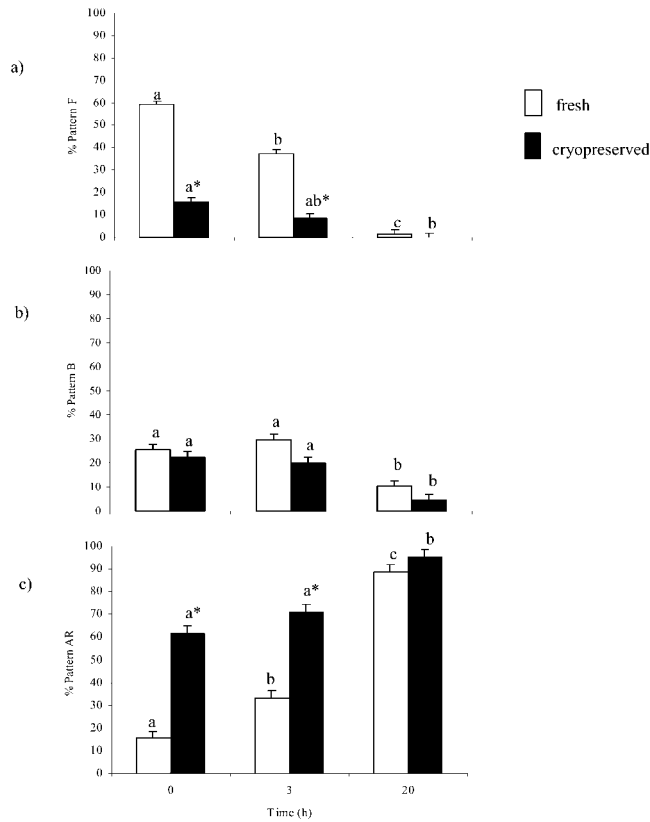 a)
% Pattern F
100
90
80
70
60
50
40
30
20
10
0
a
a*
b
ab*
c
b
fresh
cryopreserved
b)
% Pattern B
100
90
80
70
60
50
40
30
20
10
0
a
a
a
a
b
b
c)
% Pattern AR
100
90
80
70
60
50
40
30
20
10
0
a
a*
b
a*
c
b
0 3 20
Time (h)